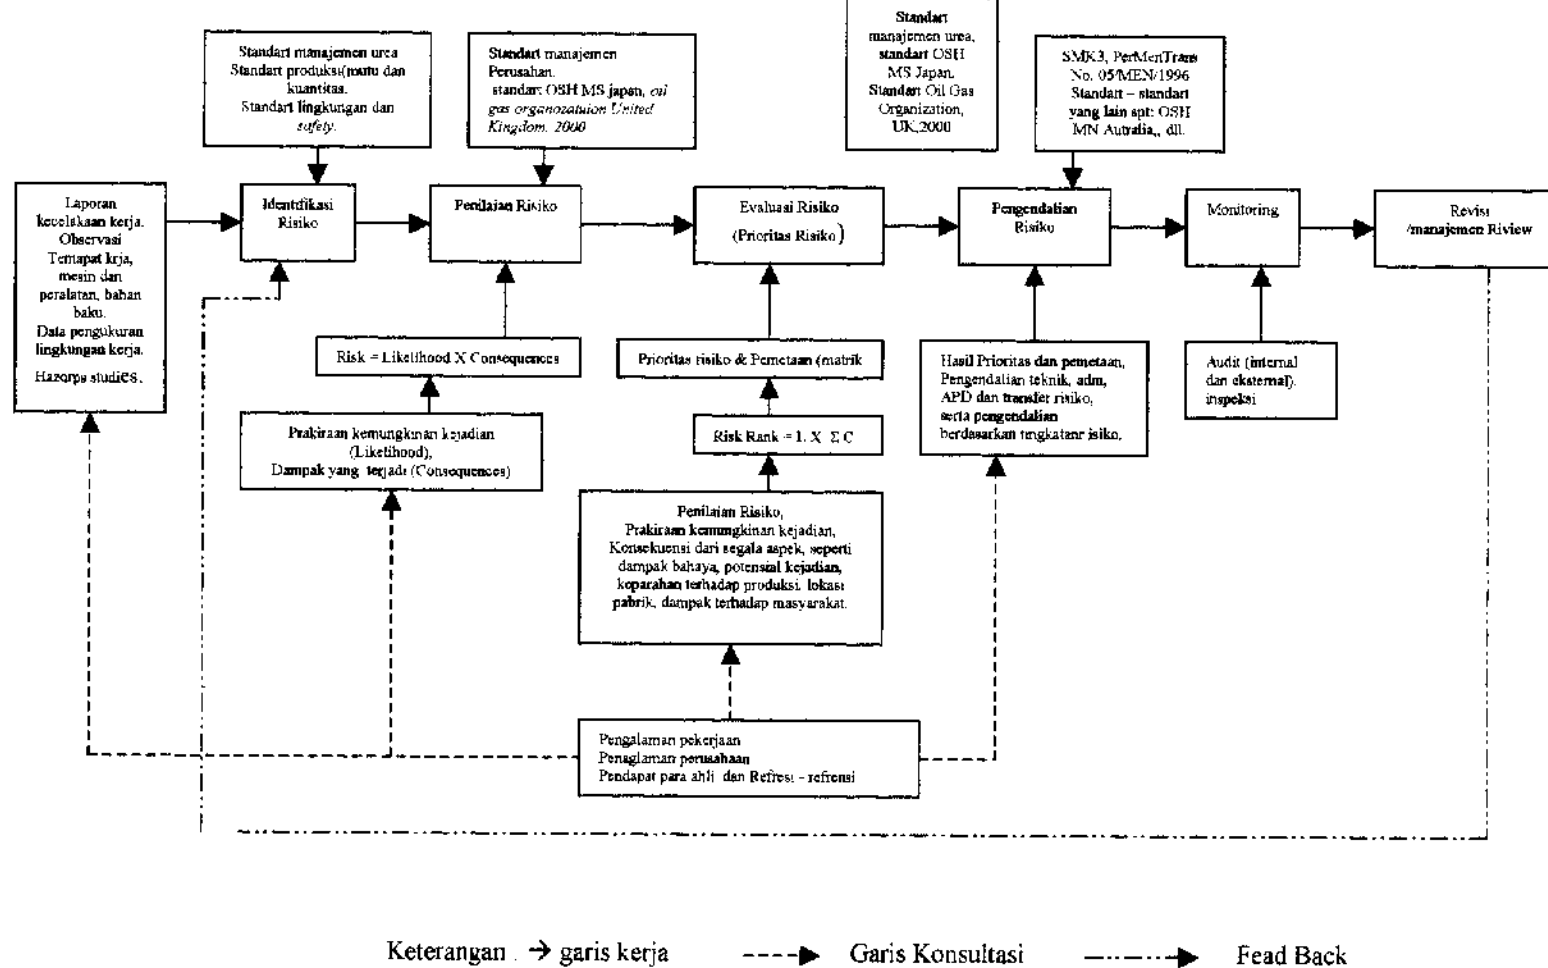 Standart manajemen urea
Standart produksi(mutu dan
kuantitas.
Standart lingkungan dan
safety.
Standart manajemen
Perusahan.
standart OSH MS japan, oil
gas organozatuion United
Kingdom. 2000
Standart
manajemen urea,
standart OSH
MS Japan.
Standart Oil Gas
Organization,
UK,2000
SMK3, PerMenTrans
No. 05/MEN/1996
Standart – standart
yang lain spt: OSH
MN Autralia,, dll.
Laporan
kecelakaan kerja.
Observasi
Temapat krja,
mesin dan
peralatan, bahan
baku.
Data pengukuran
lingkungan kerja.
Hazorps studies.
Identifikasi
Risiko
Penilaian Risiko
Evaluasi Risiko
(Prioritas Risiko)
Pengendalian
Risiko
Monitoring
Revisi
/manajemen Riview
Risk = Likelihood X Consequences
Prakiraan kemungkinan kejadian
(Likelihood),
Dampak yang terjadi (Consequences)
Prioritas risiko & Pemetaan (matrik
Risk Rank = L X Σ C
Penilaian Risiko,
Prakiraan kemungkinan kejadian,
Konsekuensi dari segala aspek, seperti
dampak bahaya, potensial kejadian,
koparahan terhadap produksi. lokasi
pabrik, dampak terhadap masyarakat.
Hasil Prioritas dan pemetaan,
Pengendalian teknik, adm,
APD dan transfer risiko,
serta pengendalian
berdasarkan tingkatanr isiko.
Audit (internal
dan eksternal).
inspeksi
Pengalaman pekerjaan
Penaglaman perusahaan
Pendapat para ahli dan Refresi - refrensi
Keterangan : → garis kerja
Garis Konsultasi
Fead Back